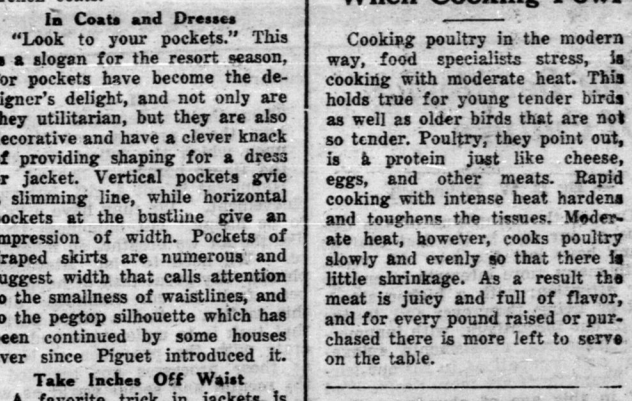 In Coats and Dresses
"Look to your pockets." This
s a slogan for the resort season,
or pockets have become the de-
igner's delight, and not only are
hey utilitarian, but they are also
ecorative and have a clever knack
f providing shaping for a dress
r jacket. Vertical pockets gvie
slimming line, while horizontal
ockets at the bustline give an
mpression of width. Pockets of
raped skirts are numerous and
uggest width that calls attention
o the smallness of waistlines, and
o the pegtop silhouette which has
een continued by some houses
ver since Piguet introduced it.
Take Inches Off Waist
A favorite trick in jackets is
When Cooking Fowl
Cooking poultry in the modern
way, food specialists stress, is
cooking with moderate heat. This
holds true for young tender birds
as well as older birds that are not
so tender. Poultry, they point out,
is a protein just like cheese,
eggs, and other meats. Rapid
cooking with intense heat hardens
and toughens the tissues. Moder-
ate heat, however, cooks poultry
slowly and evenly so that there is
little shrinkage. As a result the
meat is juicy and full of flavor,
and for every pound raised or pur-
chased there is more left to serve
on the table.